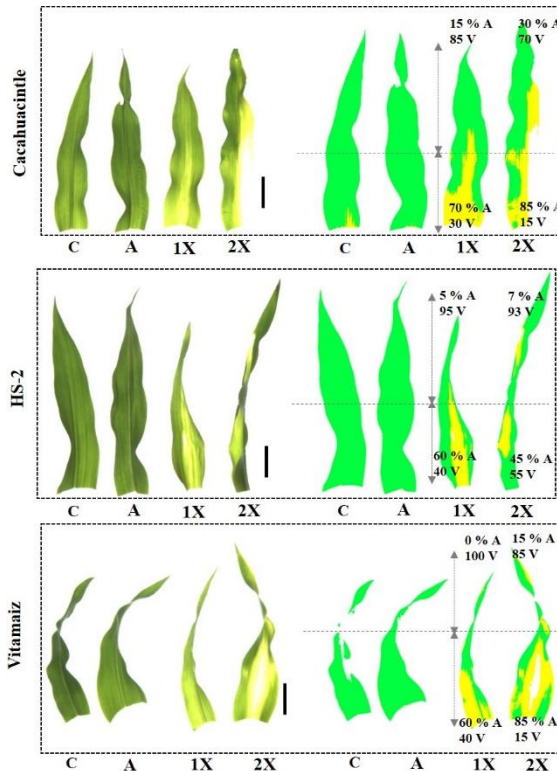 Cacahuacintle
15 % A
85 V
30 % A
70 V
70 % A
30 V
85 % A
15 V
C A 1X 2X C A 1X 2X
HS-2
5 % A
95 V
7 % A
93 V
60 % A
40 V
45 % A
55 V
C A 1X 2X C A 1X 2X
Vitamaiz
0 % A
100 V
15 % A
85 V
60 % A
40 V
85 % A
15 V
C A 1X 2X C A 1X 2X